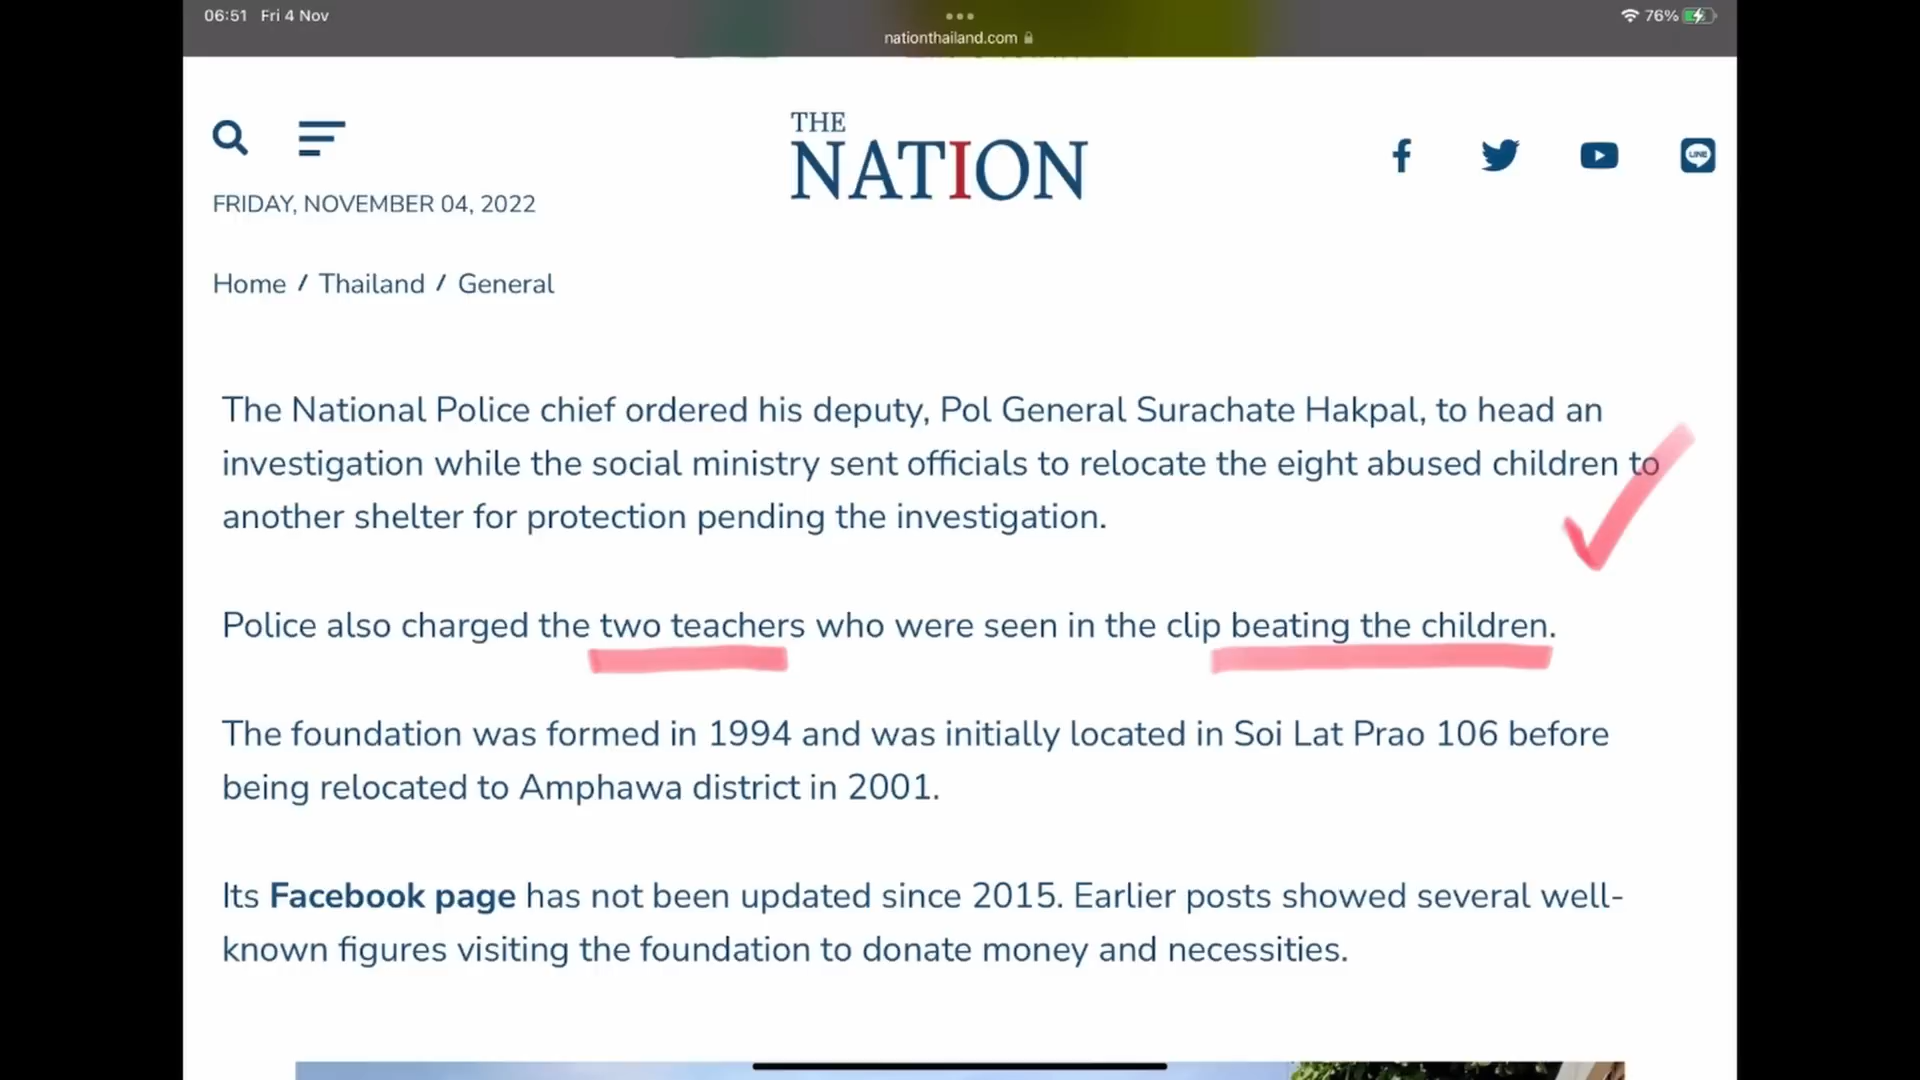 06:51 Fri 4 Nov
nationthailand.com
76%
THE
NATION
LINE
FRIDAY, NOVEMBER 04, 2022
Home / Thailand / General
The National Police chief ordered his deputy, Pol General Surachate Hakpal, to head an
investigation while the social ministry sent officials to relocate the eight abused children to
another shelter for protection pending the investigation.
Police also charged the two teachers who were seen in the clip beating the children.
The foundation was formed in 1994 and was initially located in Soi Lat Prao 106 before
being relocated to Amphawa district in 2001.
Its Facebook page has not been updated since 2015. Earlier posts showed several well-
known figures visiting the foundation to donate money and necessities.